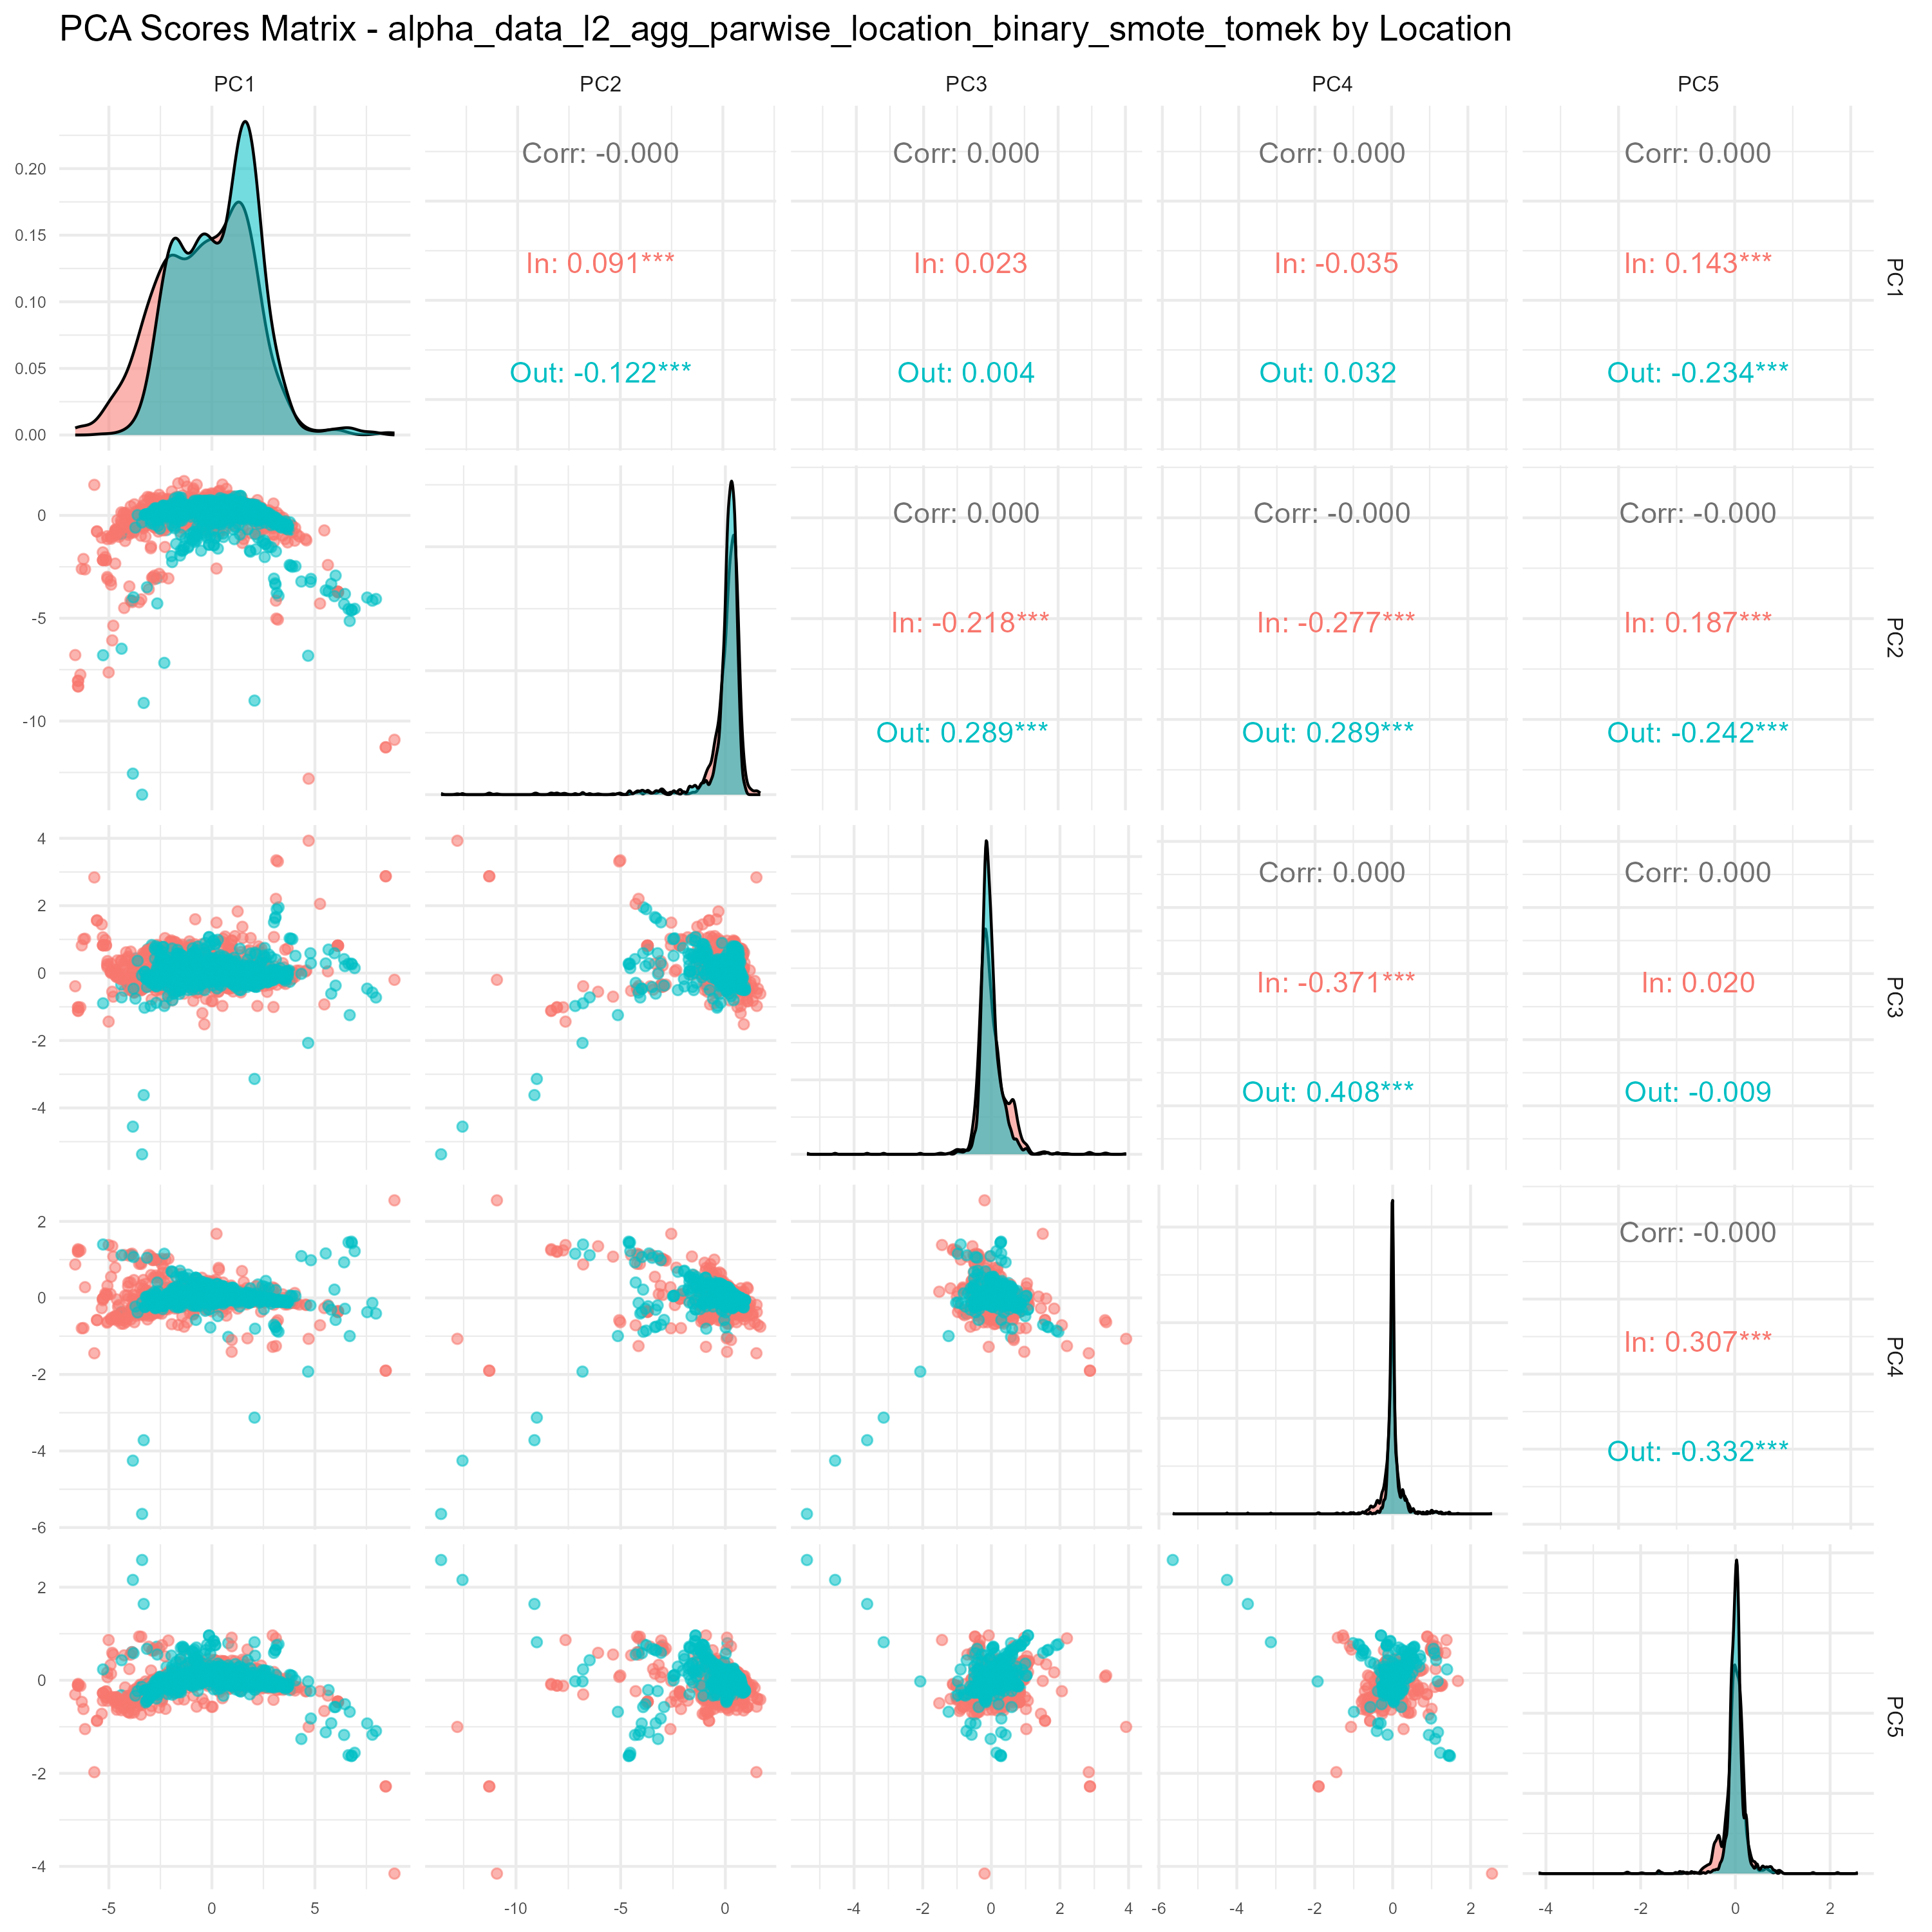 PCA Scores Matrix - alpha_data_l2_agg_parwise_location_binary_smote_tomek by Location
PC1 PC2 PC3 PC4 PC5
0.20
0.15
0.10
0.05
0.00
Corr: -0.000
In: 0.091***
Out: -0.122***
Corr: 0.000
In: 0.023
Out: 0.004
Corr: 0.000
In: -0.035
Out: 0.032
Corr: 0.000
In: 0.143***
Out: -0.234***
PC1
0
-5
-10
Corr: 0.000
In: -0.218***
Out: 0.289***
Corr: -0.000
In: -0.277***
Out: 0.289***
Corr: -0.000
In: 0.187***
Out: -0.242***
PC2
4
2
0
-2
-4
Corr: 0.000
In: -0.371***
Out: 0.408***
Corr: 0.000
In: 0.020
Out: -0.009
PC3
2
0
-2
-4
-6
Corr: -0.000
In: 0.307***
Out: -0.332***
PC4
2
0
-2
-4
PC5
-5 0 5 -10 -5 0 -4 -2 0 2 4 -6 -4 -2 0 2 -4 -2 0 2